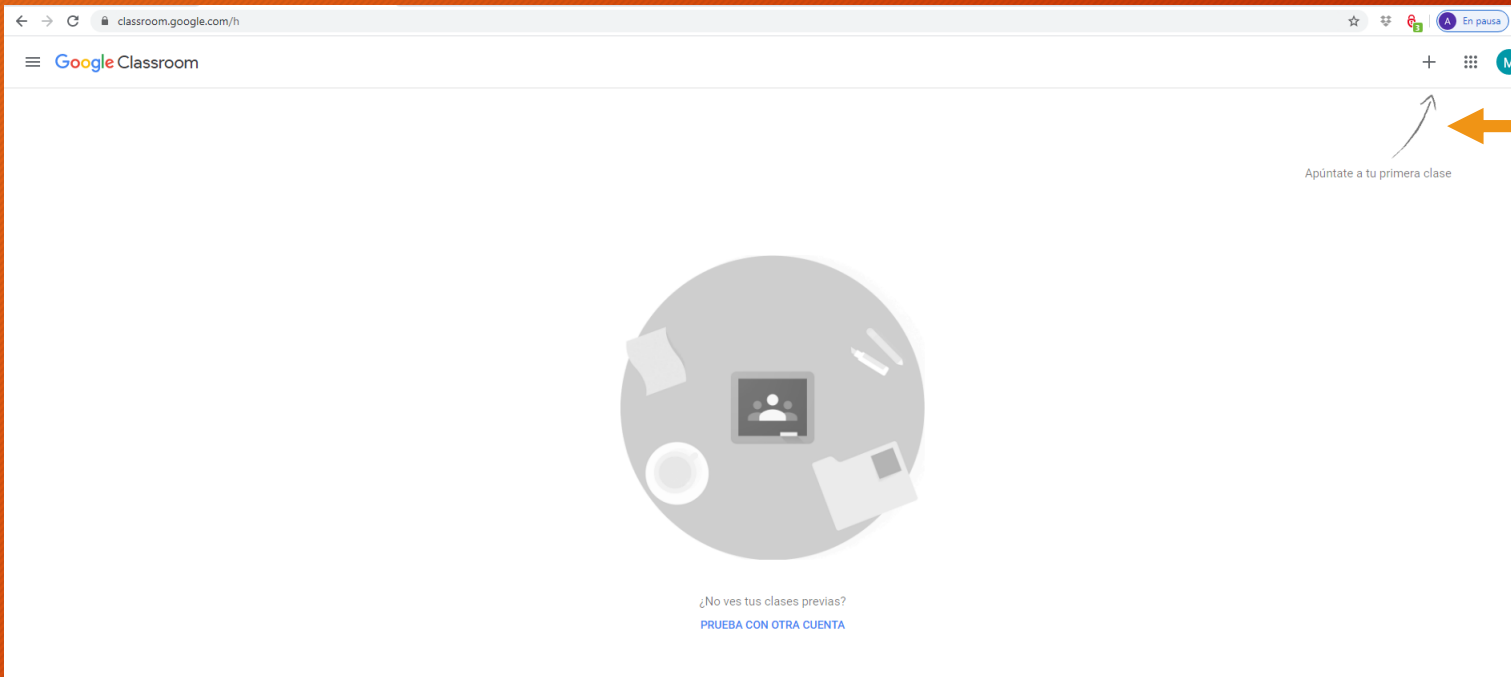 classroom.google.com/h
A En pausa
3
Google Classroom
M
Apúntate a tu primera clase
¿No ves tus clases previas?
PRUEBA CON OTRA CUENTA